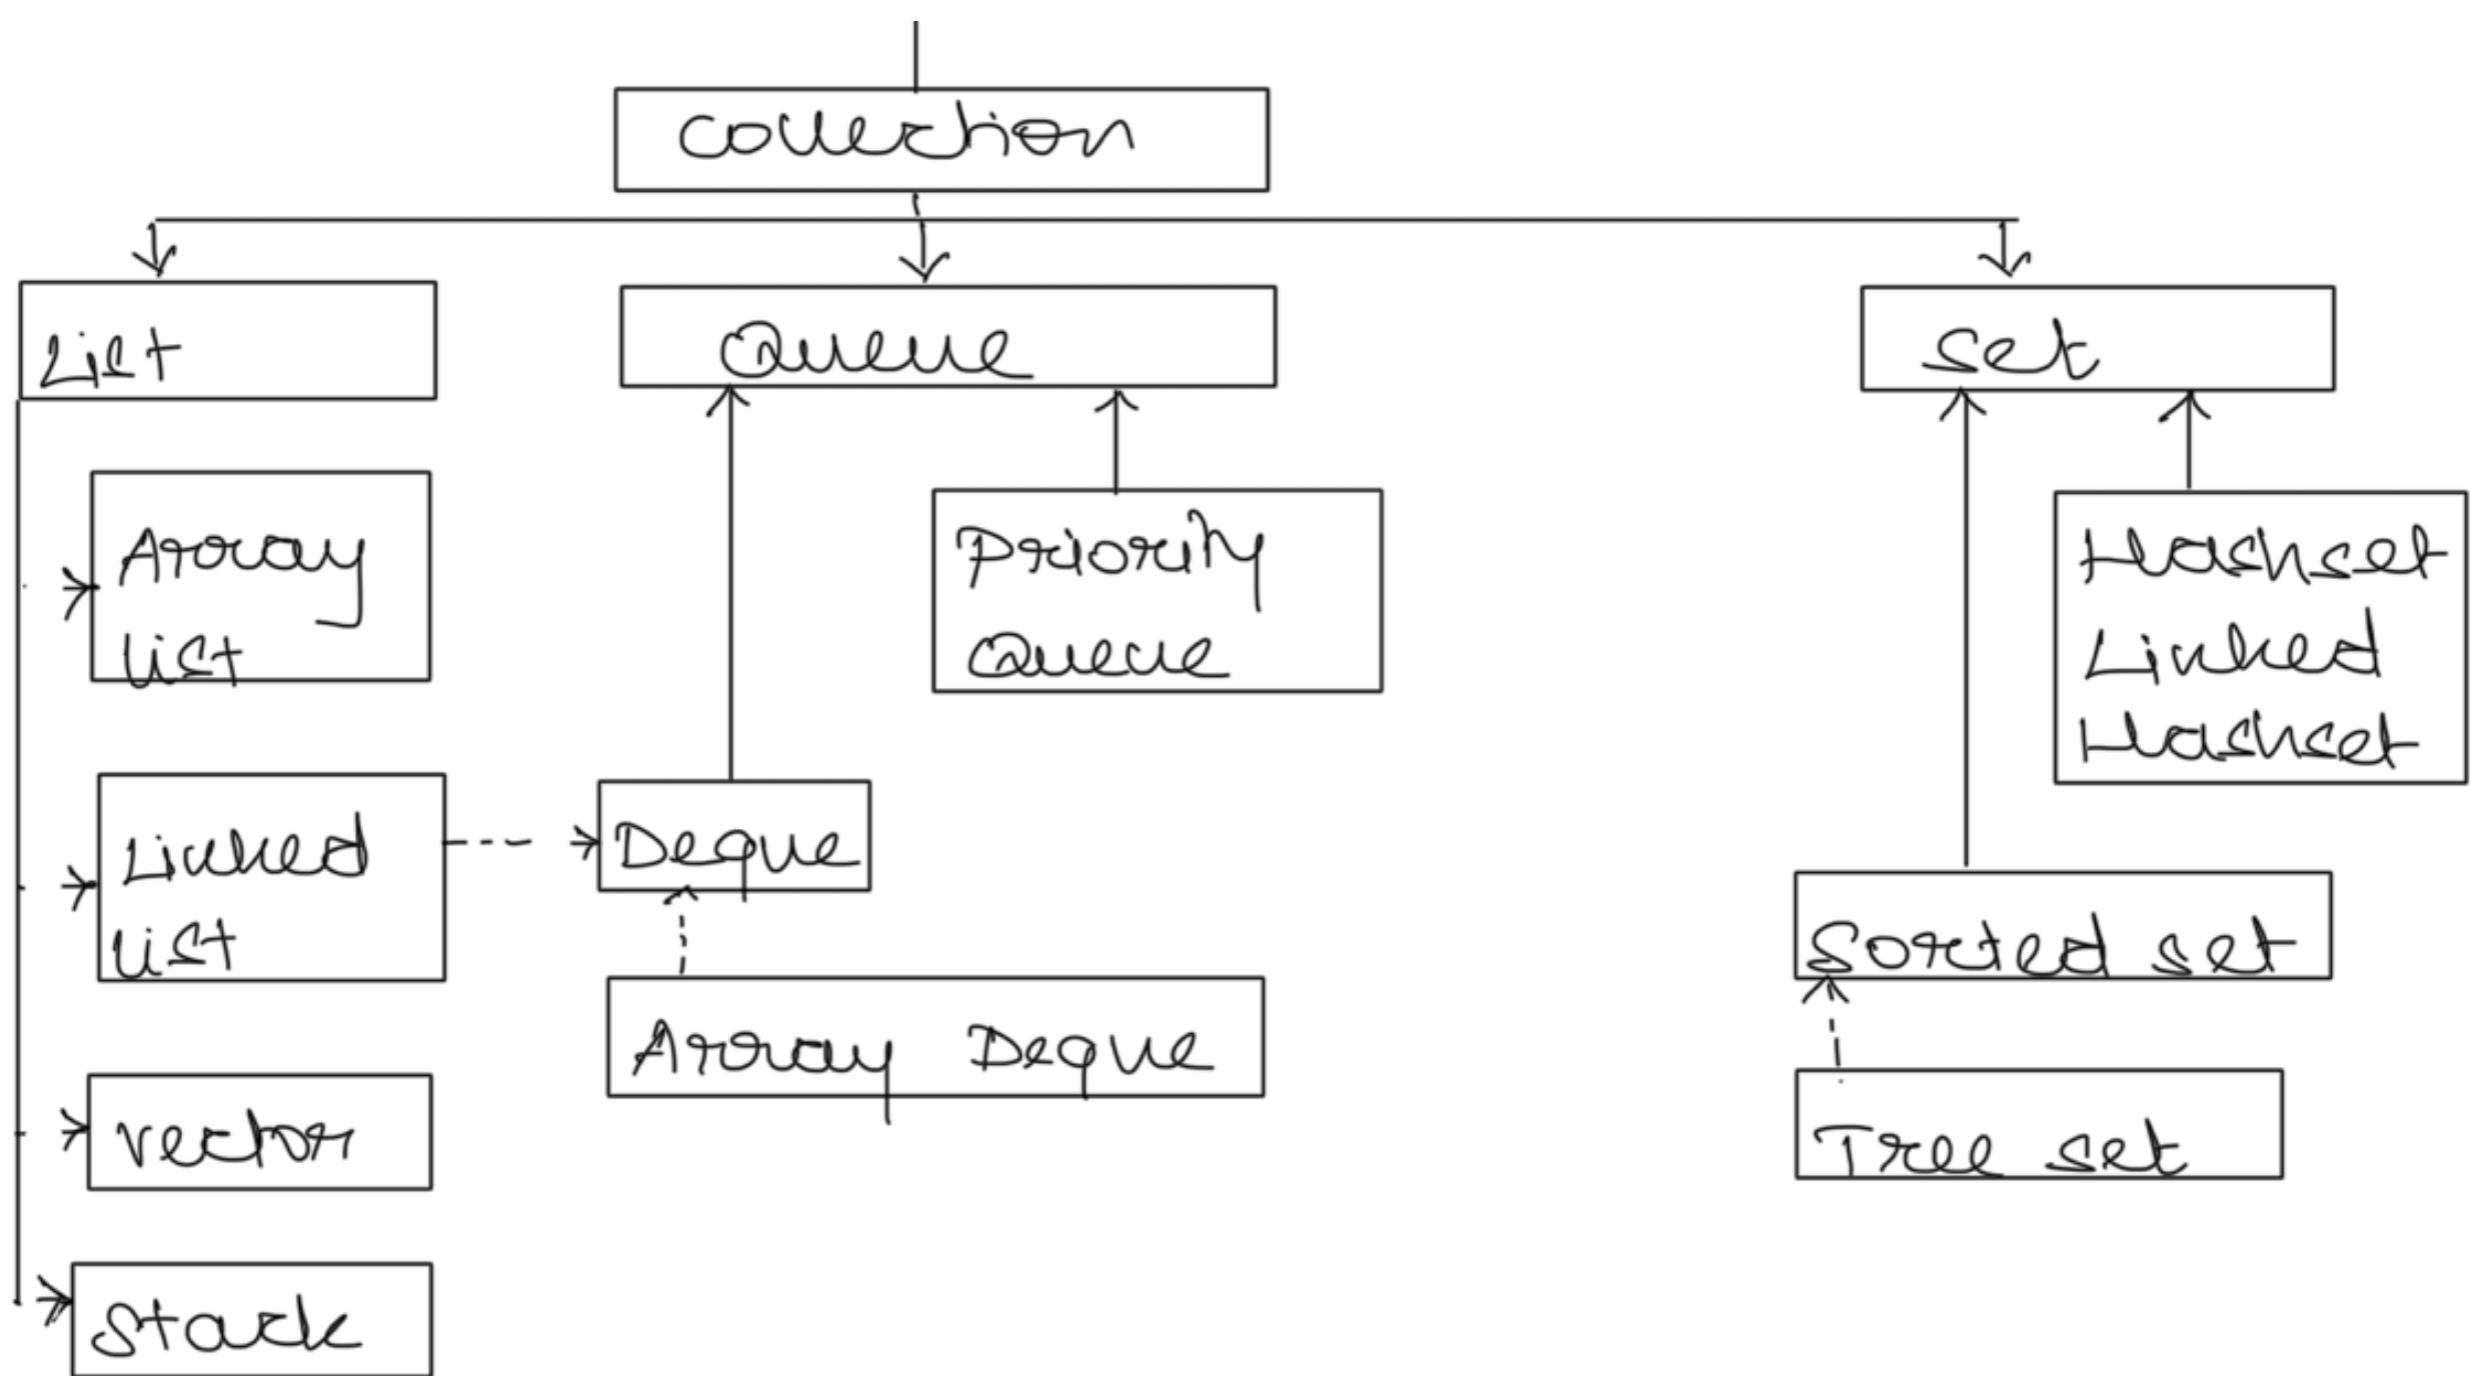 Collection
List
Queue
Set
Array
List
Priority
Queue
Hashset
Linked
Hashset
Linked
List
Deque
Sorted set
Array Deque
Vector
Tree set
Stack